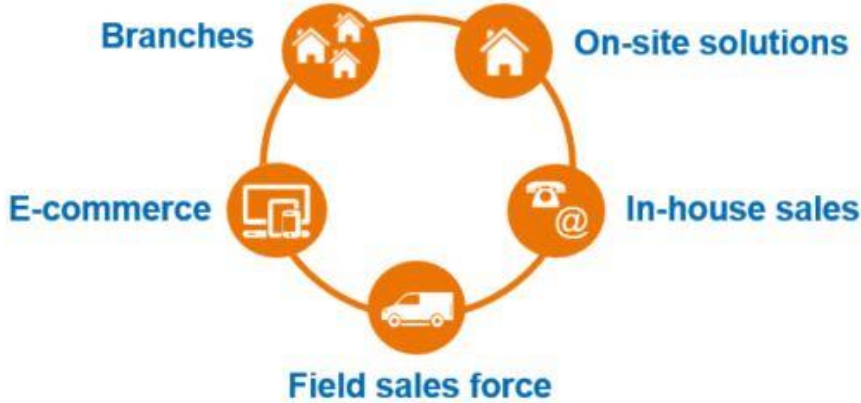 Branches
On-site solutions
E-commerce
@
In-house sales
Field sales force